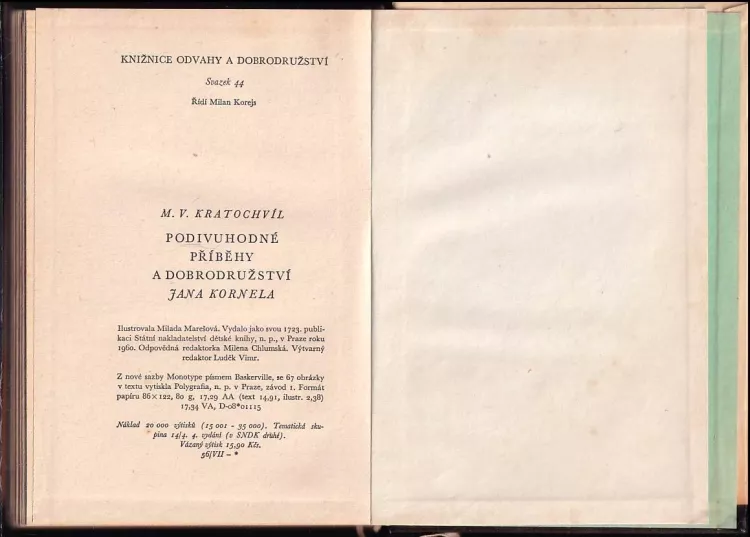 KNIŽNICE ODVAHY A DOBRODRUŽSTVÍ
Svazek 44
Řídí Milan Korejs
M. V. KRATOCHVÍL
PODIVUHODNÉ
PŘÍBĚHY
A DOBRODRUŽSTVÍ
JANA KORNELA
Ilustrovala Milada Marešová. Vydalo jako svou 1723. publi-
kaci Státní nakladatelství dětské knihy, n. p., v Praze roku
1960. Odpovědná redaktorka Milena Chlumská. Výtvarný
redaktor Luděk Vimr.
Z nové sazby Monotype písmem Baskerville, se 67 obrázky
v textu vytiskla Polygrafia, n. p. v Praze, závod 1. Formát
papíru 86×122, 80 g, 17,29 AA (text 14,91, ilustr. 2,38)
17,34 VA, D-08*01115
Náklad 20 000 výtisků (15 001 - 35 000). Tematická sku-
pina 14/4. 4. vydání (v SNDK druhé).
Vázaný výtisk 15,90 Kčs.
56/VII - *